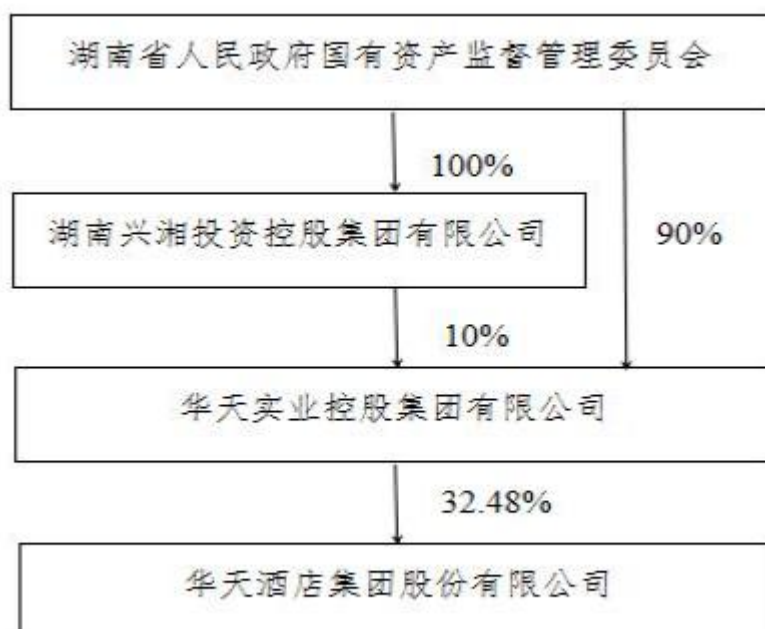 湖南省人民政府国有资产监督管理委员会
100%
湖南兴湘投资控股集团有限公司
90%
10%
华天实业控股集团有限公司
32.48%
华天酒店集团股份有限公司